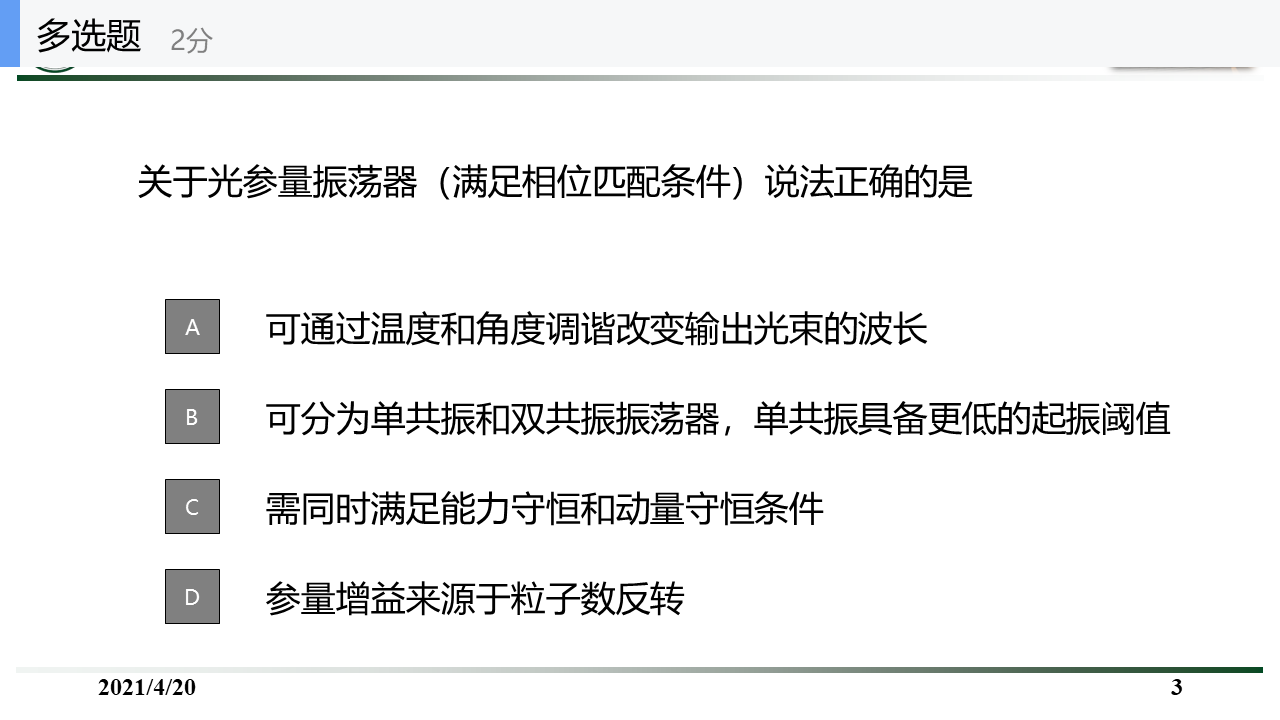 多选题 2分
关于光参量振荡器（满足相位匹配条件）说法正确的是
A 可通过温度和角度调谐改变输出光束的波长
B 可分为单共振和双共振振荡器，单共振具备更低的起振阈值
C 需同时满足能力守恒和动量守恒条件
D 参量增益来源于粒子数反转
2021/4/20 3